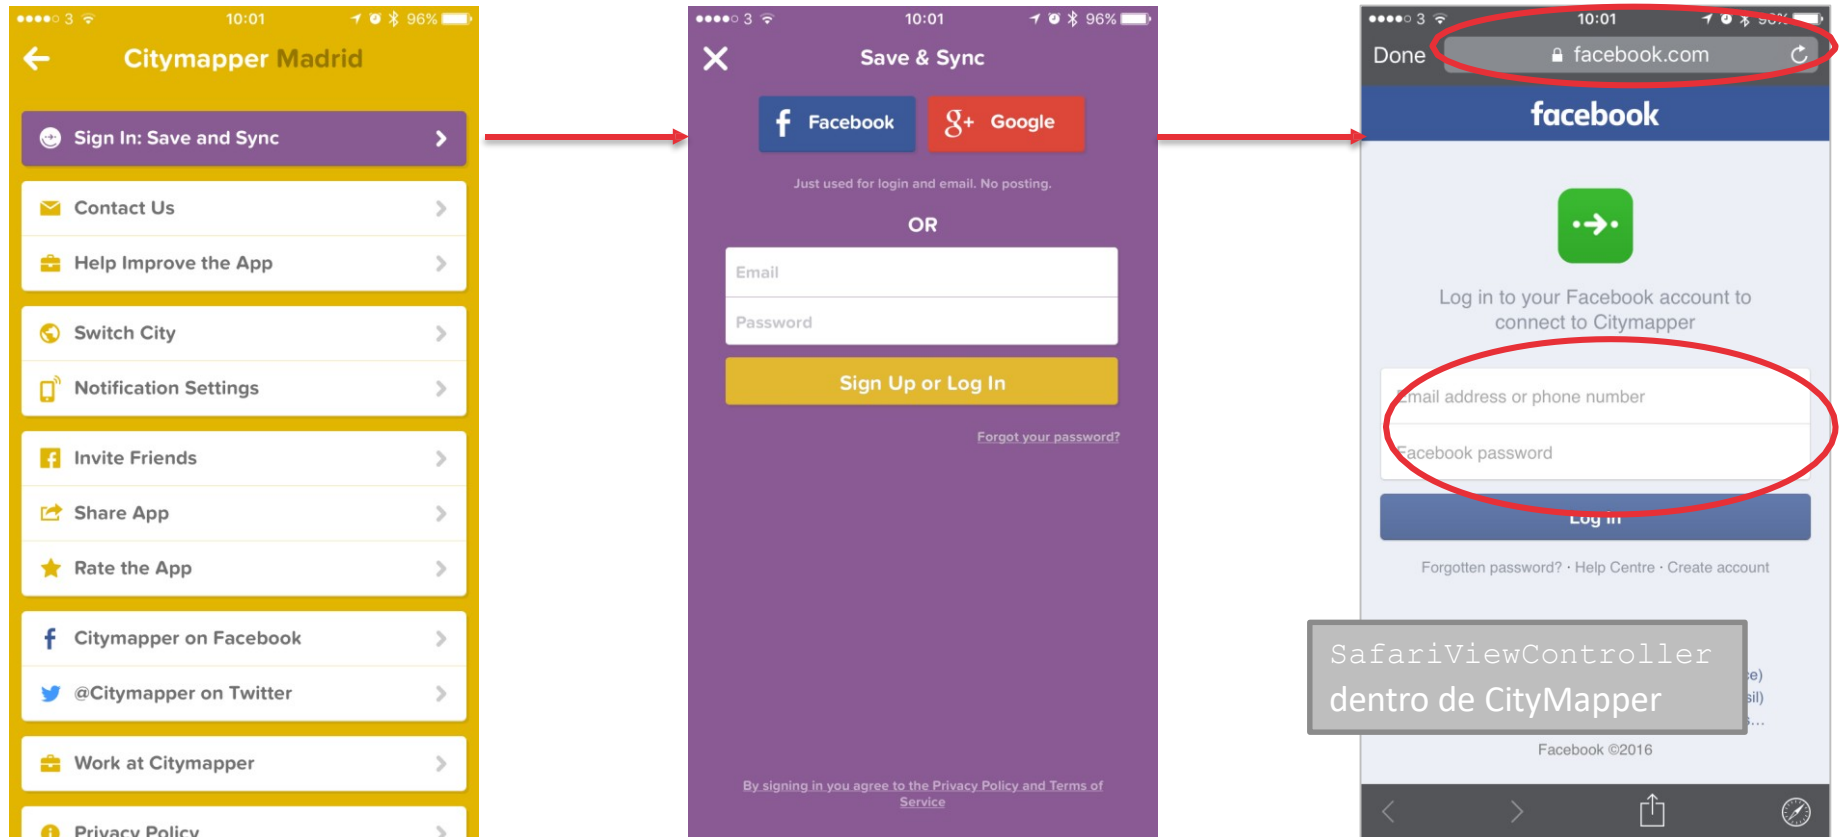 3 10:01 96%
Citymapper Madrid
Sign In: Save and Sync
Contact Us
Help Improve the App
Switch City
Notification Settings
Invite Friends
Share App
Rate the App
Citymapper on Facebook
@Citymapper on Twitter
Work at Citymapper
Privacy Policy
3 10:01 96%
Save & Sync
f Facebook
g+ Google
Just used for login and email. No posting.
OR
Email
Password
Sign Up or Log In
Forgot your password?
By signing in you agree to the Privacy Policy and Terms of
Service
3 10:01 96%
Done facebook.com
facebook
Log in to your Facebook account to
connect to Citymapper
Email address or phone number
Facebook password
Log In
Forgotten password? · Help Centre · Create account
SafariViewController
dentro de CityMapper
Facebook ©2016